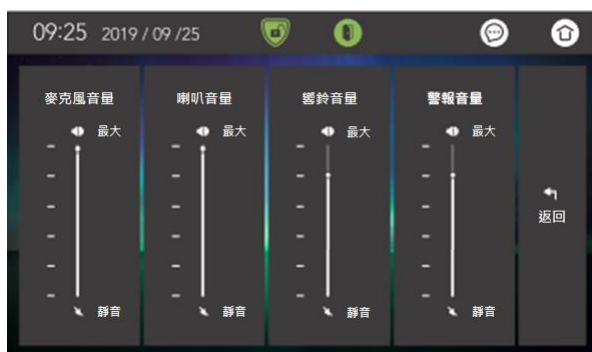 09:25 2019 / 09 /25
麥克風音量
最大
靜音
喇叭音量
最大
靜音
響鈴音量
最大
靜音
警報音量
最大
靜音
返回